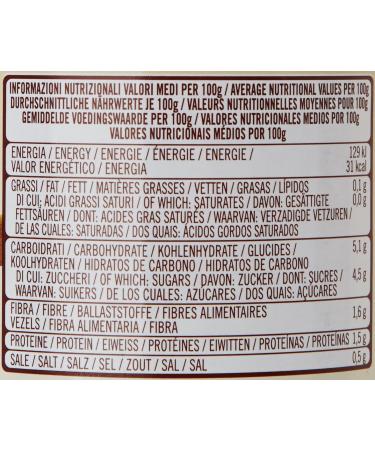 INFORMAZIONI NUTRIZIONALI VALORI MEDI PER 100g / AVERAGE NUTRITIONAL VALUES PER 100g
DURCHSCHNITTLICHE NÄHRWERTE JE 100g / VALEURS NUTRITIONNELLES MOYENNES POUR 100g
GEMIDDELDE VOEDINGSWAARDE PER 100g / VALORES NUTRICIONALES MEDIOS POR 100g
VALORES NUTRICIONAIS MÉDIOS POR 100g
ENERGIA / ENERGY / ENERGIE / ÉNERGIE / ENERGIE / 129 kJ
VALOR ENERGÉTICO / ENERGIA 31 kcal
GRASSI / FAT / FETT / MATIÈRES GRASSES / VETTEN / GRASAS / LÍPIDOS 0,1 g
DI CUI: ACIDI GRASSI SATURI / OF WHICH: SATURATES / DAVON: GESÄTTIGTE 0,0 g
FETTSÄUREN / DONT: ACIDES GRAS SATURÉS / WAARVAN: VERZADIGDE VETZUREN /
DE LAS CUALES: SATURADAS / DOS QUAIS: ÁCIDOS GORDOS SATURADOS
CARBOIDRATI / CARBOHYDRATE / KOHLENHYDRATE / GLUCIDES / 5,1 g
KOOLHYDRATEN / HIDRATOS DE CARBONO / HIDRATOS DE CARBONO
DI CUI: ZUCCHERI / OF WHICH: SUGARS / DAVON: ZUCKER / DONT: SUCRES / 4,5 g
WAARVAN: SUIKERS / DE LOS CUALES: AZÚCARES / DOS QUAIS: AÇÚCARES
FIBRA / FIBRE / BALLASTSTOFFE / FIBRES ALIMENTAIRES 1,6 g
VEZELS / FIBRA ALIMENTARIA / FIBRA
PROTEINE / PROTEIN / EIWEISS / PROTÉINES / EIWITTEN / PROTEÍNAS / PROTEÍNAS 1,5 g
SALE / SALT / SALZ / SEL / ZOUT / SAL / SAL 0,5 g